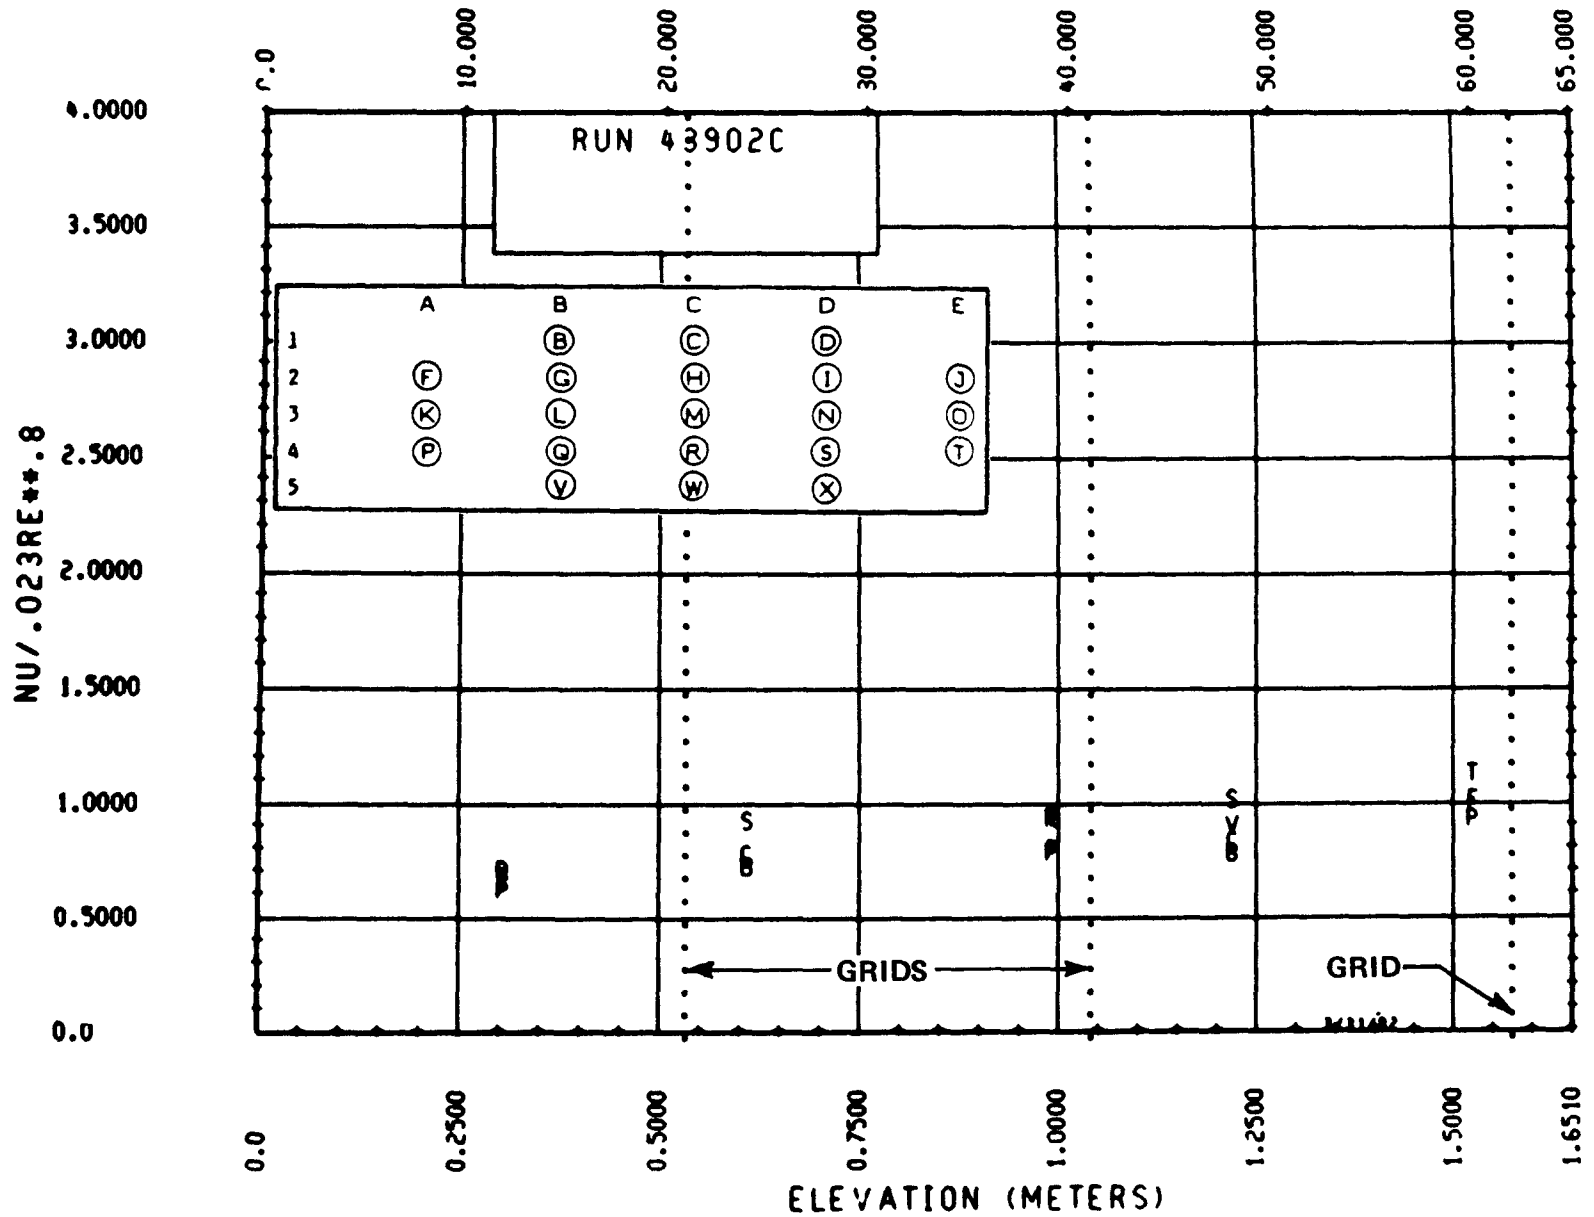 10.000 20.000 30.000 40.000 50.000 60.000 65.000
4.0000
RUN 43902C
3.5000
A B C D E
3.0000
1 B C D
2 F G H I J
3 K L M N O
4 P Q R S T
2.5000
5 V W X
NU/.023RE**.8
2.0000
1.5000
T
1.0000
S
P
S
V
0.5000
GRIDS
GRID
0.0
0.0 0.2500 0.5000 0.7500 1.0000 1.2500 1.5000 1.6510
ELEVATION (METERS)